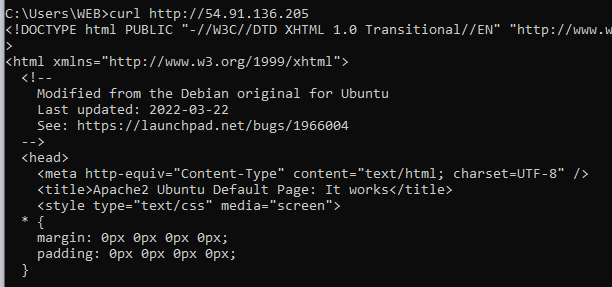 C:\Users\WEB>curl http://54.91.136.205
<!DOCTYPE html PUBLIC "-//W3C//DTD XHTML 1.0 Transitional//EN" "http://www.w
>
<html xmlns="http://www.w3.org/1999/xhtml">
<!--
Modified from the Debian original for Ubuntu
Last updated: 2022-03-22
See: https://launchpad.net/bugs/1966004
-->
<head>
<meta http-equiv="Content-Type" content="text/html; charset=UTF-8" />
<title>Apache2 Ubuntu Default Page: It works</title>
<style type="text/css" media="screen">
* {
margin: 0px 0px 0px 0px;
padding: 0px 0px 0px 0px;
}